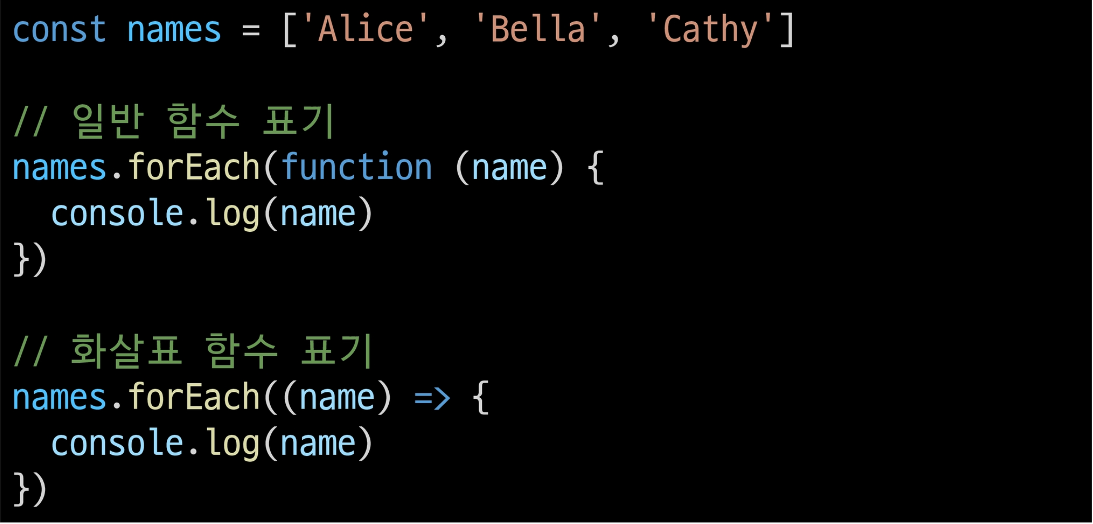 const names = ['Alice', 'Bella', 'Cathy']
// 일반 함수 표기
names.forEach(function (name) {
  console.log(name)
})
// 화살표 함수 표기
names.forEach((name) => {
  console.log(name)
})